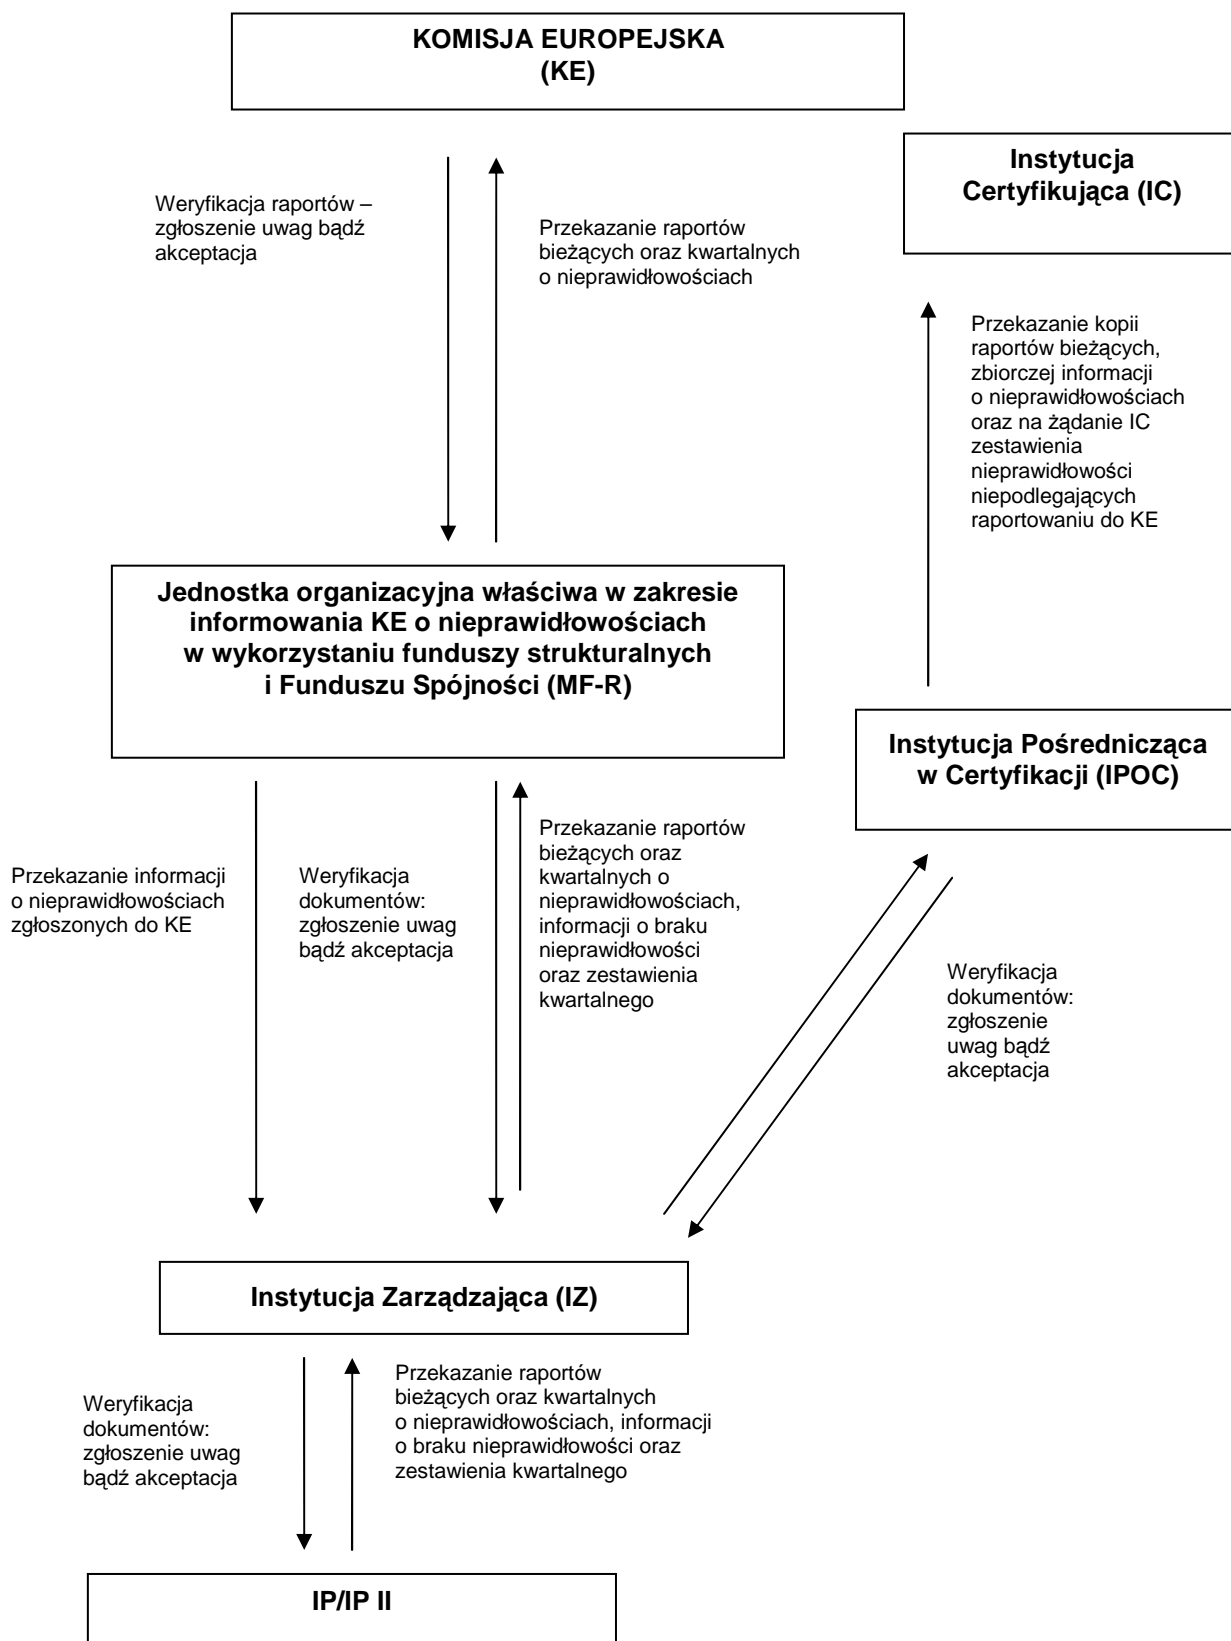 KOMISJA EUROPEJSKA
(KE)
Instytucja
Certyfikująca (IC)
Weryfikacja raportów –
zgłoszenie uwag bądź
akceptacja
Przekazanie raportów
bieżących oraz kwartalnych
o nieprawidłowościach
Przekazanie kopii
raportów bieżących,
zbiorczej informacji
o nieprawidłowościach
oraz na żądanie IC
zestawienia
nieprawidłowości
niepodlegających
raportowaniu do KE
Jednostka organizacyjna właściwa w zakresie
informowania KE o nieprawidłowościach
w wykorzystaniu funduszy strukturalnych
i Funduszu Spójności (MF-R)
Instytucja Pośrednicząca
w Certyfikacji (IPOC)
Przekazanie informacji
o nieprawidłowościach
zgłoszonych do KE
Weryfikacja
dokumentów:
zgłoszenie uwag
bądź akceptacja
Przekazanie raportów
bieżących oraz
kwartalnych o
nieprawidłowościach,
informacji o braku
nieprawidłowości
oraz zestawienia
kwartalnego
Weryfikacja
dokumentów:
zgłoszenie
uwag bądź
akceptacja
Instytucja Zarządzająca (IZ)
Weryfikacja
dokumentów:
zgłoszenie uwag
bądź akceptacja
Przekazanie raportów
bieżących oraz kwartalnych
o nieprawidłowościach, informacji
o braku nieprawidłowości oraz
zestawienia kwartalnego
IP/IP II